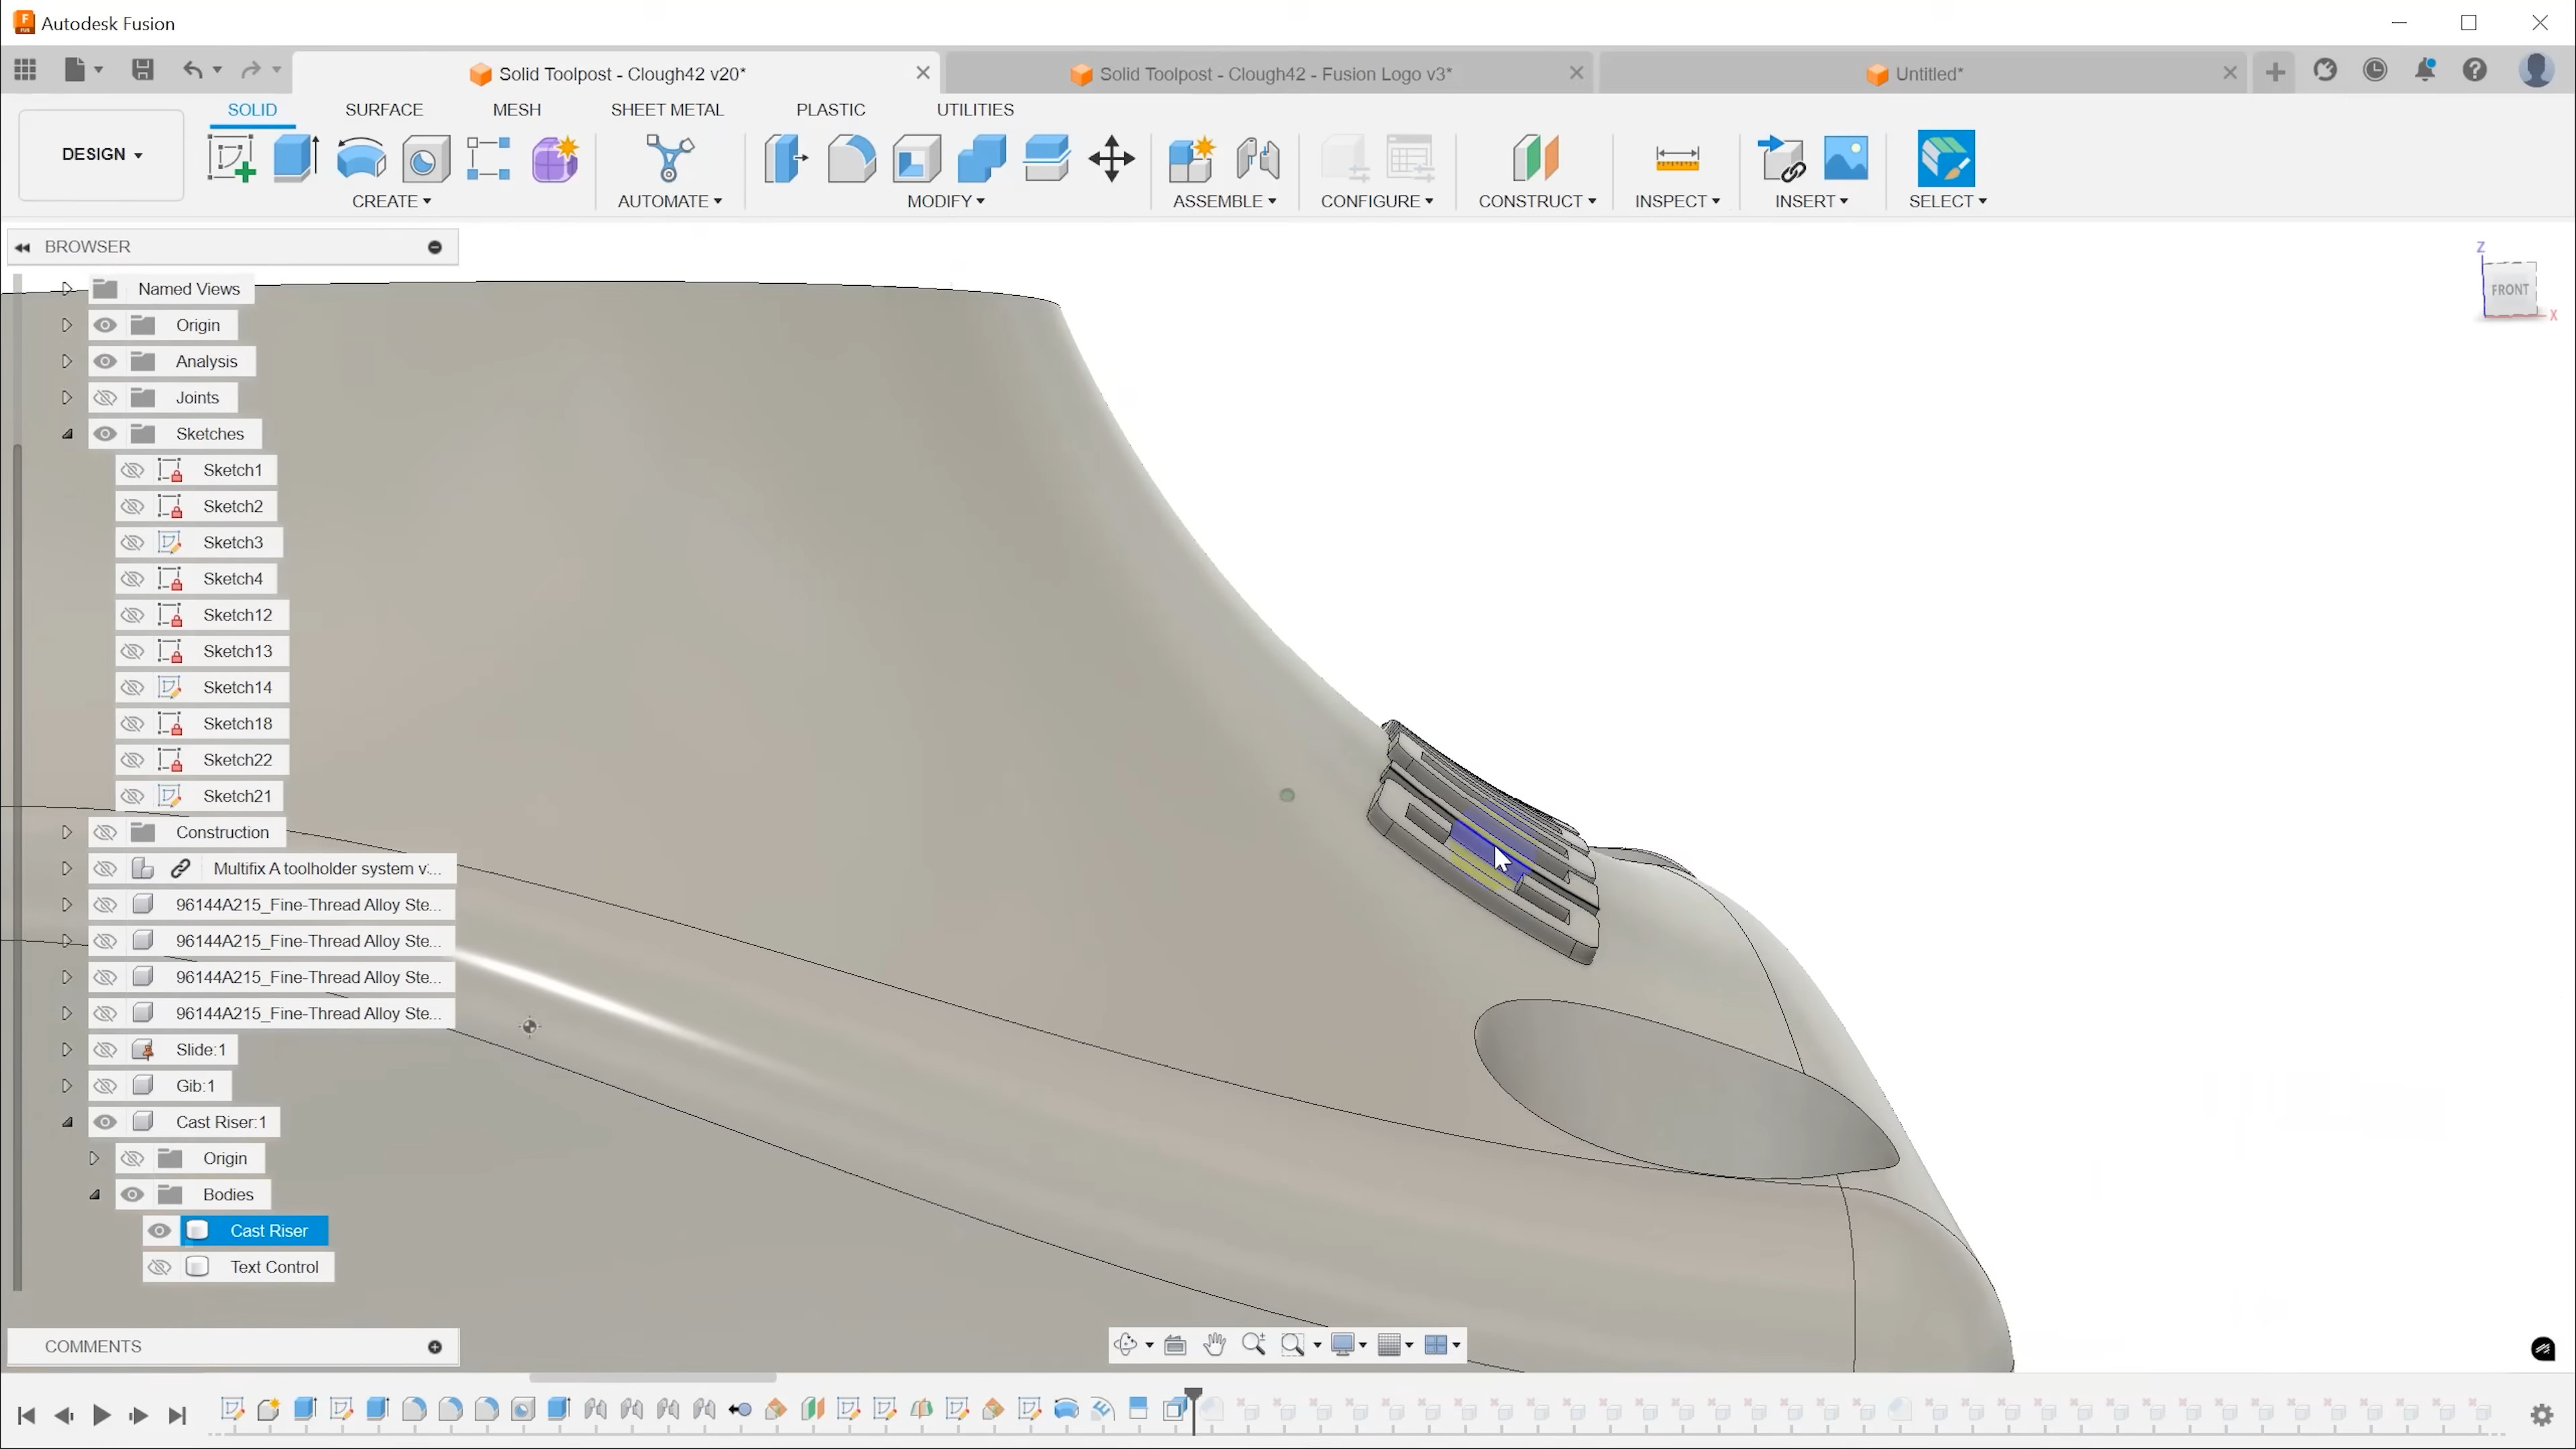 Autodesk Fusion
Solid Toolpost - Clough42 v20*
Solid Toolpost - Clough42 - Fusion Logo v3*
Untitled*
SOLID SURFACE MESH SHEET METAL PLASTIC UTILITIES
DESIGN
CREATE AUTOMATE MODIFY ASSEMBLE CONFIGURE CONSTRUCT INSPECT INSERT SELECT
BROWSER
Z
FRONT
X
Named Views
Origin
Analysis
Joints
Sketches
Sketch1
Sketch2
Sketch3
Sketch4
Sketch12
Sketch13
Sketch14
Sketch18
Sketch22
Sketch21
Construction
Multifix A toolholder system v...
96144A215_Fine-Thread Alloy Ste...
96144A215_Fine-Thread Alloy Ste...
96144A215_Fine-Thread Alloy Ste...
96144A215_Fine-Thread Alloy Ste...
Slide:1
Gib:1
Cast Riser:1
Origin
Bodies
Cast Riser
Text Control
COMMENTS